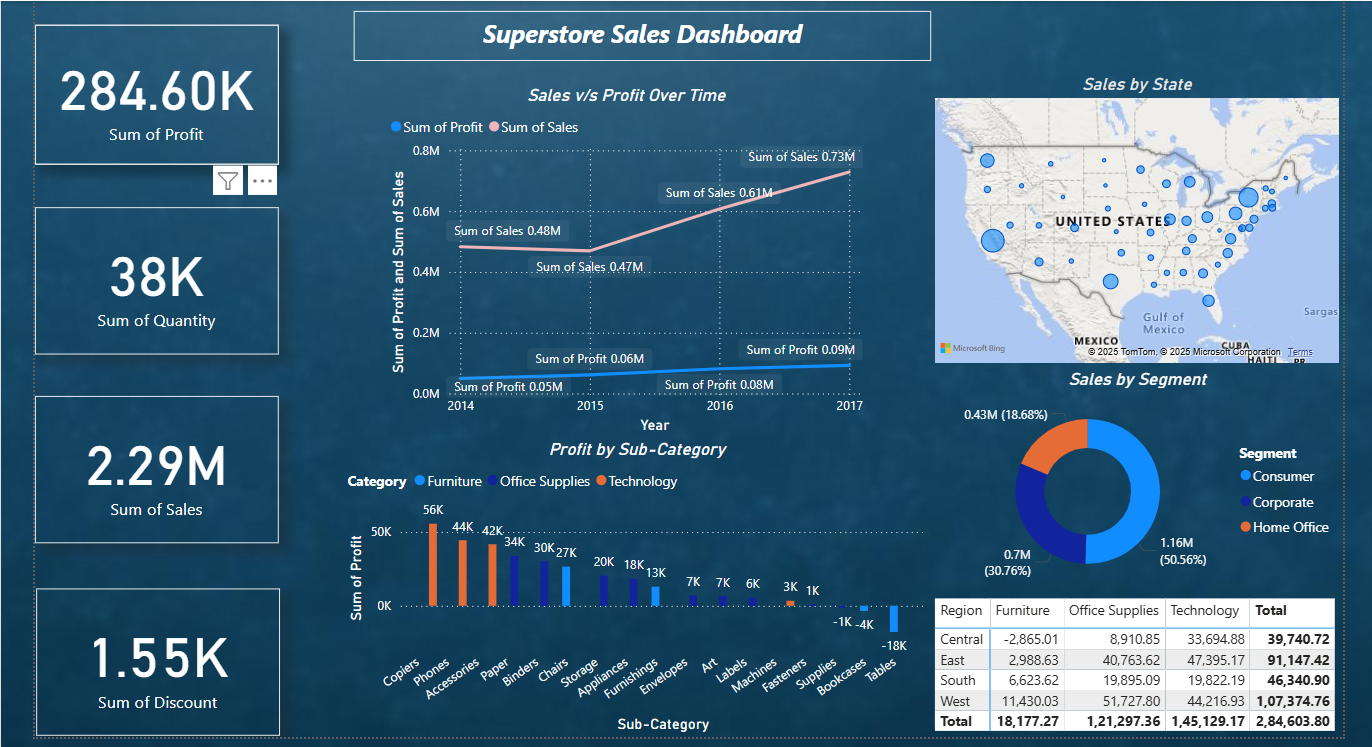 Superstore Sales Dashboard
284.60K
Sum of Profit
38K
Sum of Quantity
2.29M
Sum of Sales
1.55K
Sum of Discount
Sales v/s Profit Over Time
Sum of Profit Sum of Sales
Sum of Profit and Sum of Sales
0.8M
0.6M
0.4M
0.2M
0.0M
Sum of Sales 0.48M
Sum of Sales 0.47M
Sum of Sales 0.61M
Sum of Sales 0.73M
Sum of Profit 0.05M
Sum of Profit 0.06M
Sum of Profit 0.08M
Sum of Profit 0.09M
2014 2015 2016 2017
Year
Profit by Sub-Category
Category Furniture Office Supplies Technology
Sum of Profit
50K
0K
56K 44K 42K 34K 30K 27K 20K 18K 13K 7K 7K 6K 3K 1K -1K -4K -18K
Copiers Phones Accessories Paper Binders Chairs Storage Appliances Furnishings Envelopes Art Labels Machines Fasteners Supplies Bookcases Tables
Sub-Category
Sales by State
UNITED STATES
Gulf of
Mexico
Sargas
MEXICO
CUBA
HAITI PR
Microsoft Bing
© 2025 TomTom, © 2025 Microsoft Corporation Terms
Sales by Segment
0.43M (18.68%)
0.7M
(30.76%)
1.16M
(50.56%)
Segment
Consumer
Corporate
Home Office
Region Furniture Office Supplies Technology Total
Central -2,865.01 8,910.85 33,694.88 39,740.72
East 2,988.63 40,763.62 47,395.17 91,147.42
South 6,623.62 19,895.09 19,822.19 46,340.90
West 11,430.03 51,727.80 44,216.93 1,07,374.76
Total 18,177.27 1,21,297.36 1,45,129.17 2,84,603.80